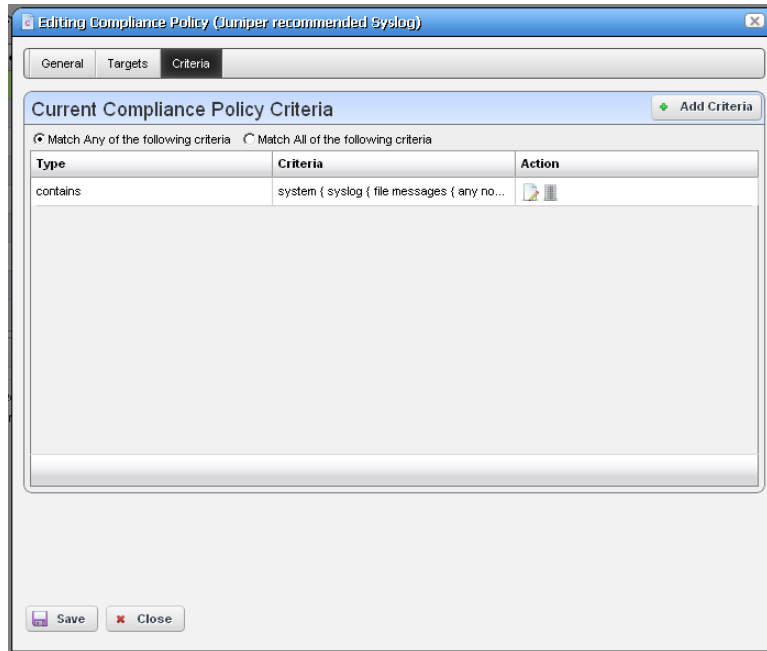 Editing Compliance Policy (Juniper recommended Syslog)
General Targets Criteria
Current Compliance Policy Criteria
Add Criteria
Match Any of the following criteria Match All of the following criteria
Type Criteria Action
contains system { syslog { file messages { any no...
Save Close